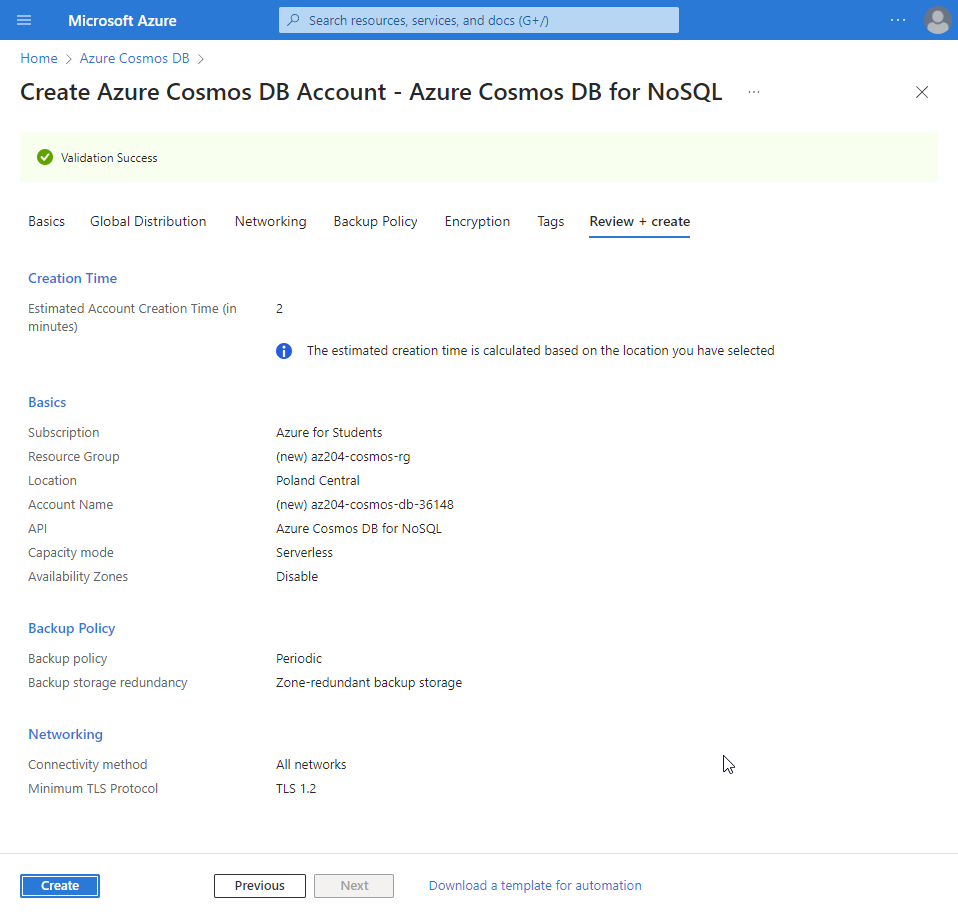 Microsoft Azure
Search resources, services, and docs (G+/)
Home > Azure Cosmos DB >
Create Azure Cosmos DB Account - Azure Cosmos DB for NoSQL ...
Validation Success
Basics Global Distribution Networking Backup Policy Encryption Tags Review + create
Creation Time
Estimated Account Creation Time (in
minutes)
2
The estimated creation time is calculated based on the location you have selected
Basics
Subscription Azure for Students
Resource Group (new) az204-cosmos-rg
Location Poland Central
Account Name (new) az204-cosmos-db-36148
API Azure Cosmos DB for NoSQL
Capacity mode Serverless
Availability Zones Disable
Backup Policy
Backup policy Periodic
Backup storage redundancy Zone-redundant backup storage
Networking
Connectivity method All networks
Minimum TLS Protocol TLS 1.2
Create Previous Next Download a template for automation